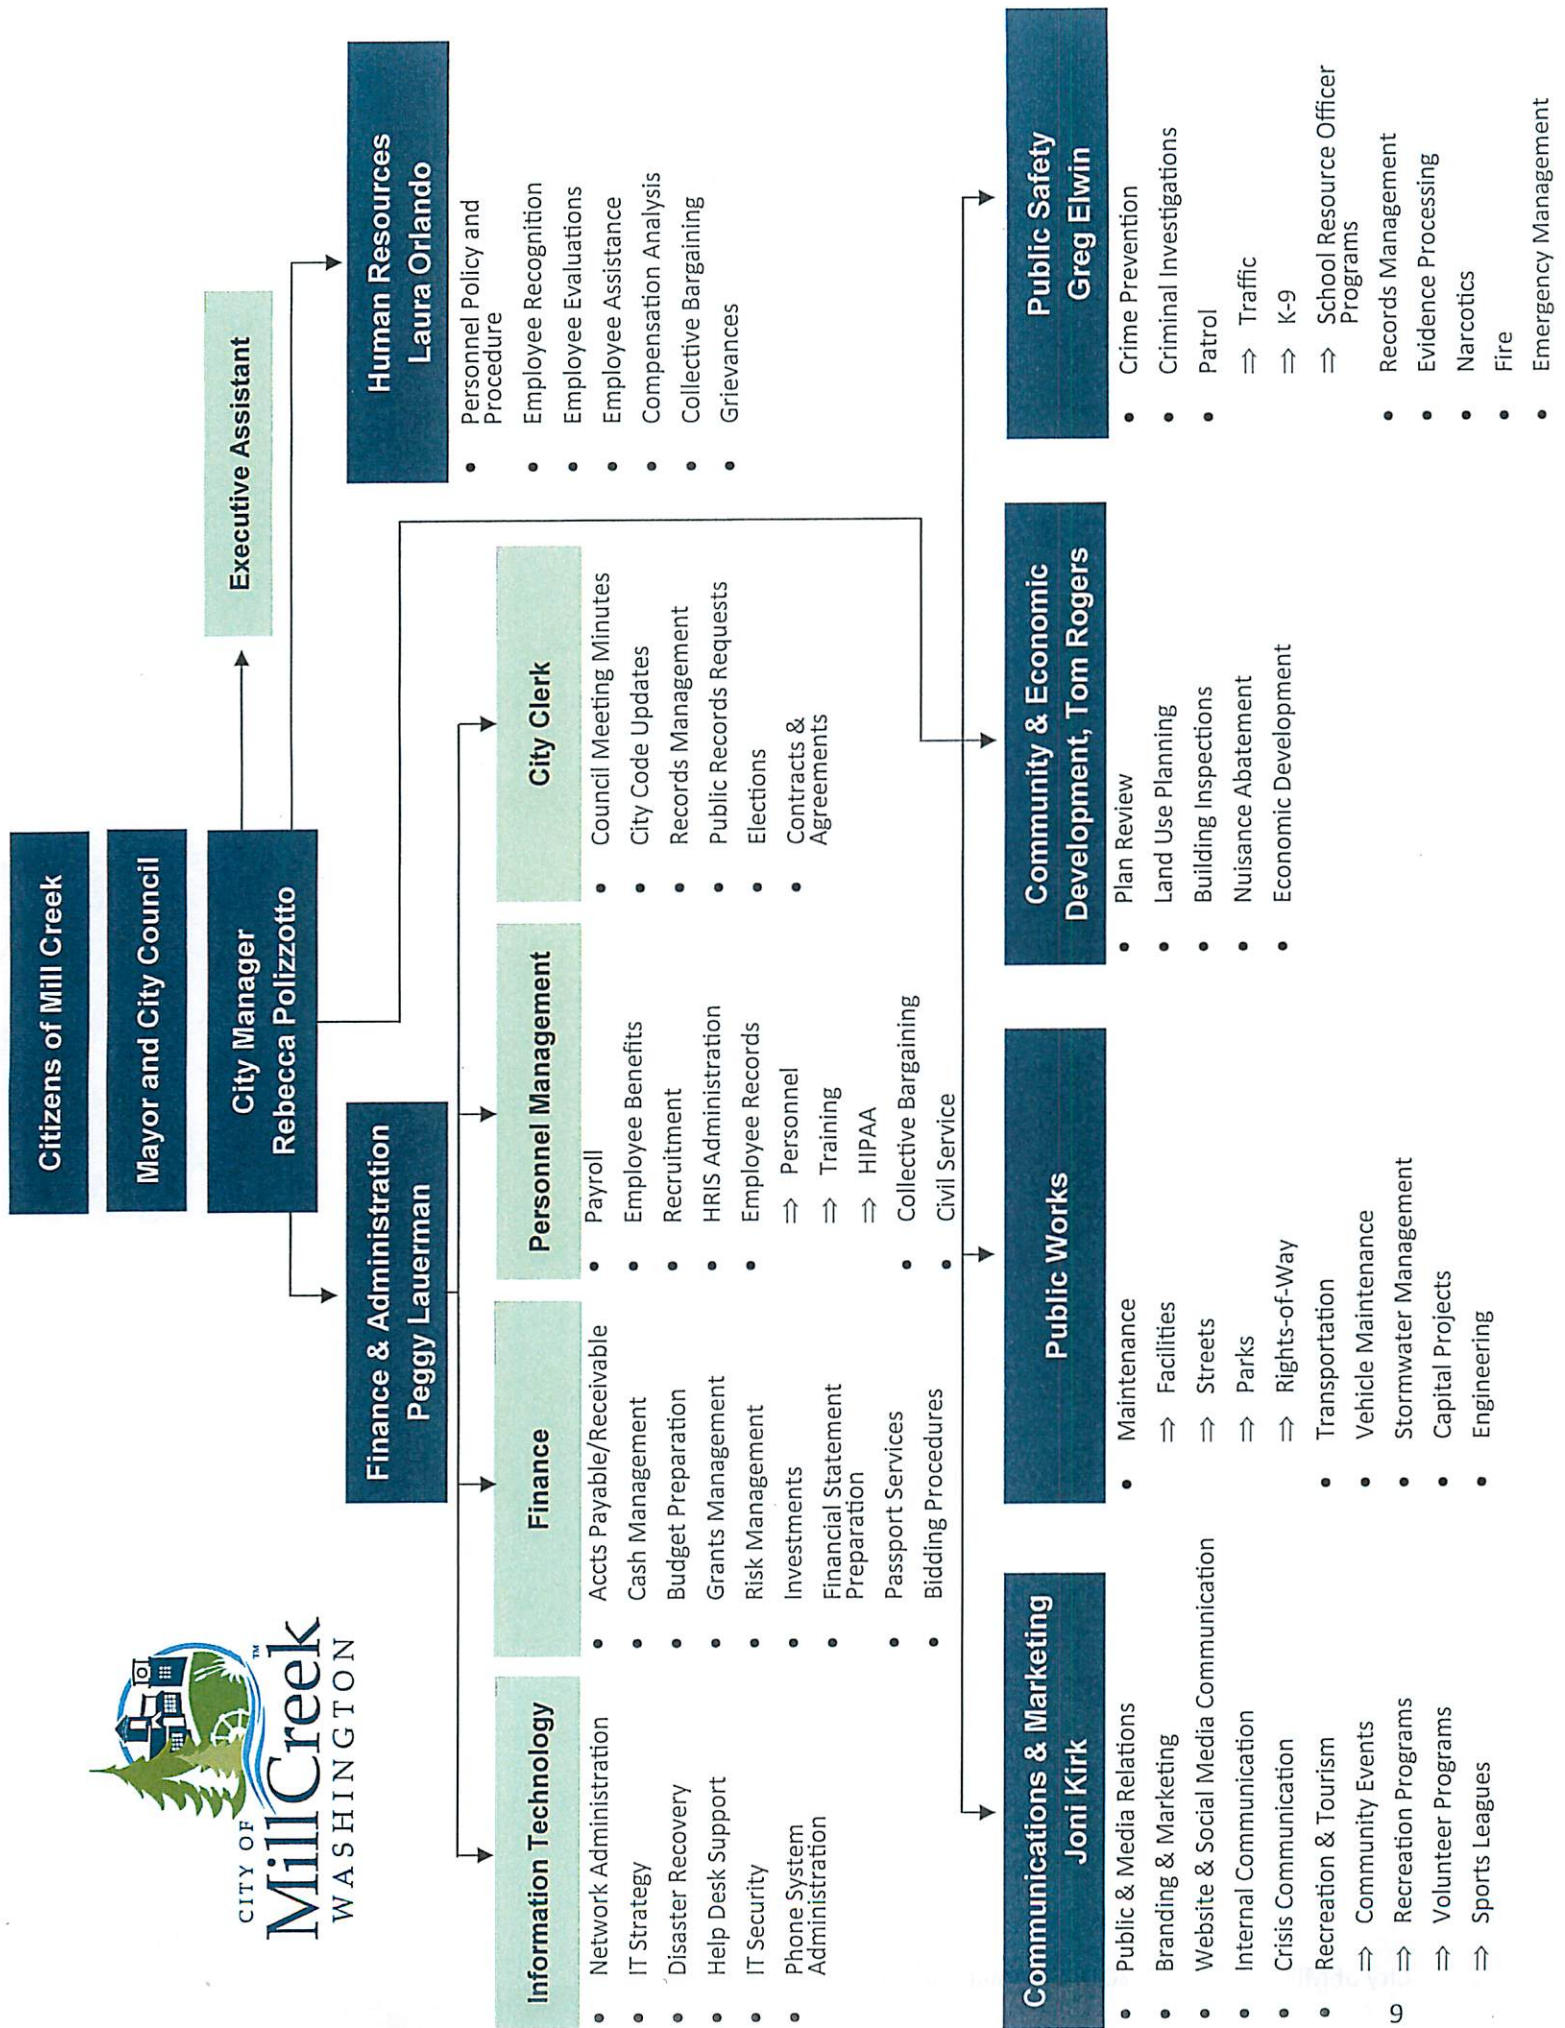 CITY OF
MillCreek™
WASHINGTON
Citizens of Mill Creek
Mayor and City Council
City Manager
Rebecca Polizzotto
Executive Assistant
Finance & Administration
Peggy Lauerman
Human Resources
Laura Orlando
• Personnel Policy and
Procedure
• Employee Recognition
• Employee Evaluations
• Employee Assistance
• Compensation Analysis
• Collective Bargaining
• Grievances
Information Technology
• Network Administration
• IT Strategy
• Disaster Recovery
• Help Desk Support
• IT Security
• Phone System
Administration
Finance
• Accts Payable/Receivable
• Cash Management
• Budget Preparation
• Grants Management
• Risk Management
• Investments
• Financial Statement
Preparation
• Passport Services
• Bidding Procedures
Personnel Management
• Payroll
• Employee Benefits
• Recruitment
• HRIS Administration
• Employee Records
⇒ Personnel
⇒ Training
⇒ HIPAA
• Collective Bargaining
• Civil Service
City Clerk
• Council Meeting Minutes
• City Code Updates
• Records Management
• Public Records Requests
• Elections
• Contracts &
Agreements
Communications & Marketing
Joni Kirk
• Public & Media Relations
• Branding & Marketing
• Website & Social Media Communication
• Internal Communication
• Crisis Communication
• Recreation & Tourism
⇒ Community Events
⇒ Recreation Programs
⇒ Volunteer Programs
⇒ Sports Leagues
Public Works
• Maintenance
⇒ Facilities
⇒ Streets
⇒ Parks
⇒ Rights-of-Way
• Transportation
• Vehicle Maintenance
• Stormwater Management
• Capital Projects
• Engineering
Community & Economic
Development, Tom Rogers
• Plan Review
• Land Use Planning
• Building Inspections
• Nuisance Abatement
• Economic Development
Public Safety
Greg Elwin
• Crime Prevention
• Criminal Investigations
• Patrol
⇒ Traffic
⇒ K-9
⇒ School Resource Officer
Programs
• Records Management
• Evidence Processing
• Narcotics
• Fire
• Emergency Management
9